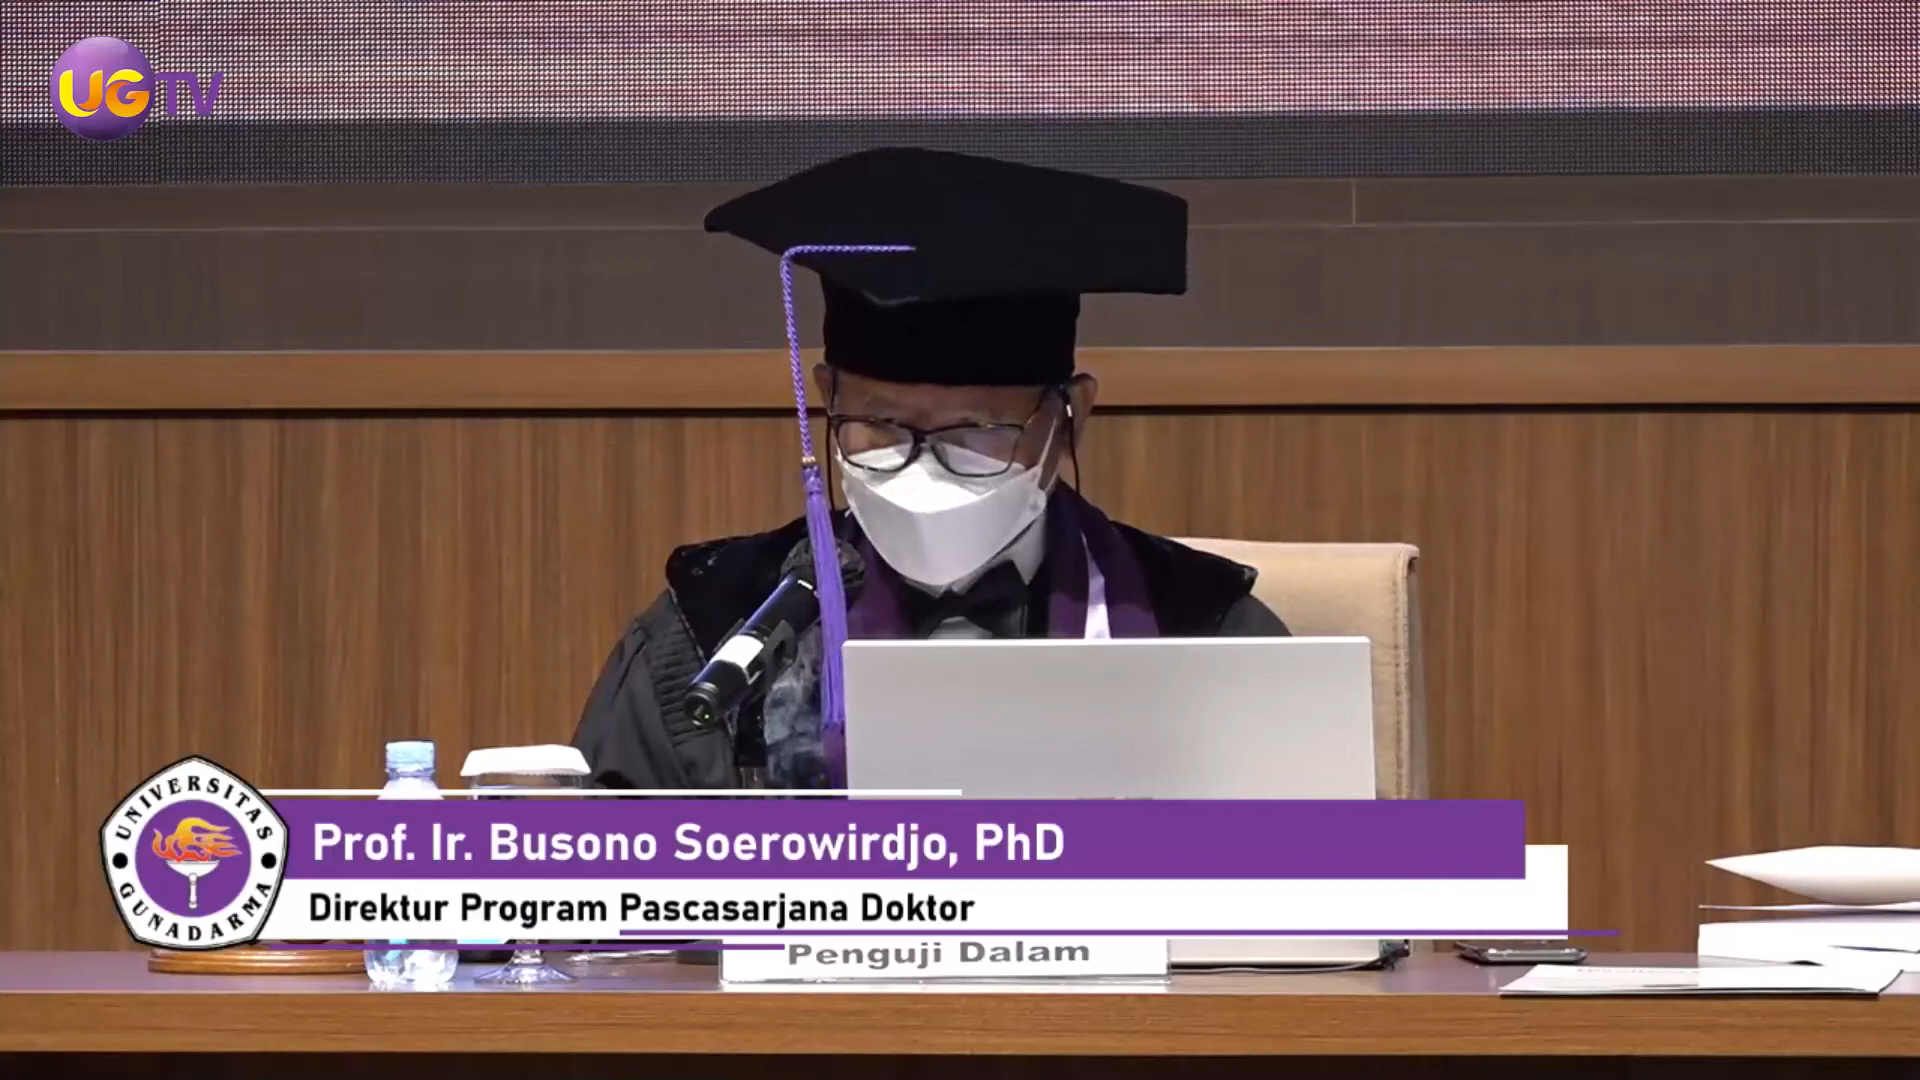 UGTV
UNIVERSITAS
GUNADARMA
Prof. Ir. Busono Soerowirdjo, PhD
Direktur Program Pascasarjana Doktor
Penguji Dalam